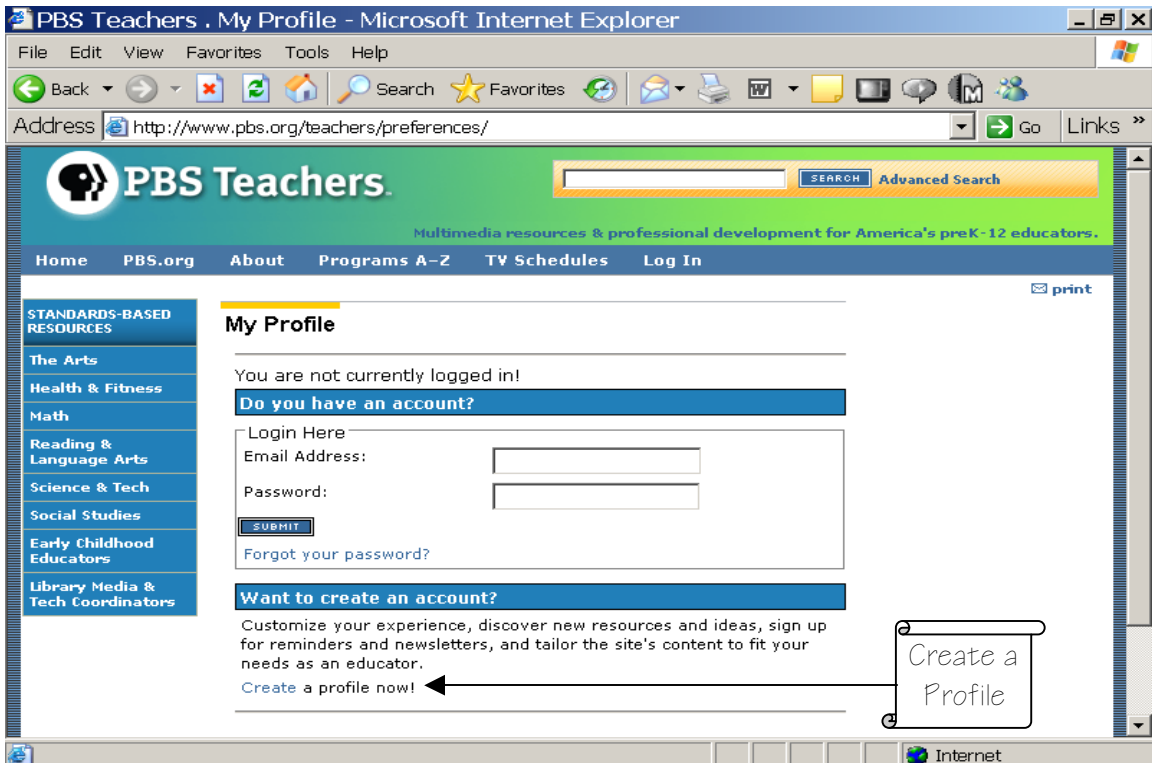 PBS Teachers . My Profile - Microsoft Internet Explorer
File Edit View Favorites Tools Help
Back Search Favorites
Address http://www.pbs.org/teachers/preferences/ Go Links »
PBS Teachers.
SEARCH Advanced Search
Multimedia resources & professional development for America's preK-12 educators.
Home PBS.org About Programs A-Z TV Schedules Log In
print
STANDARDS-BASED
RESOURCES
The Arts
Health & Fitness
Math
Reading &
Language Arts
Science & Tech
Social Studies
Early Childhood
Educators
Library Media &
Tech Coordinators
My Profile
You are not currently logged in!
Do you have an account?
Login Here
Email Address:
Password:
SUBMIT
Forgot your password?
Want to create an account?
Customize your experience, discover new resources and ideas, sign up
for reminders and newsletters, and tailor the site's content to fit your
needs as an educator.
Create a profile now!
Create a
Profile
Internet